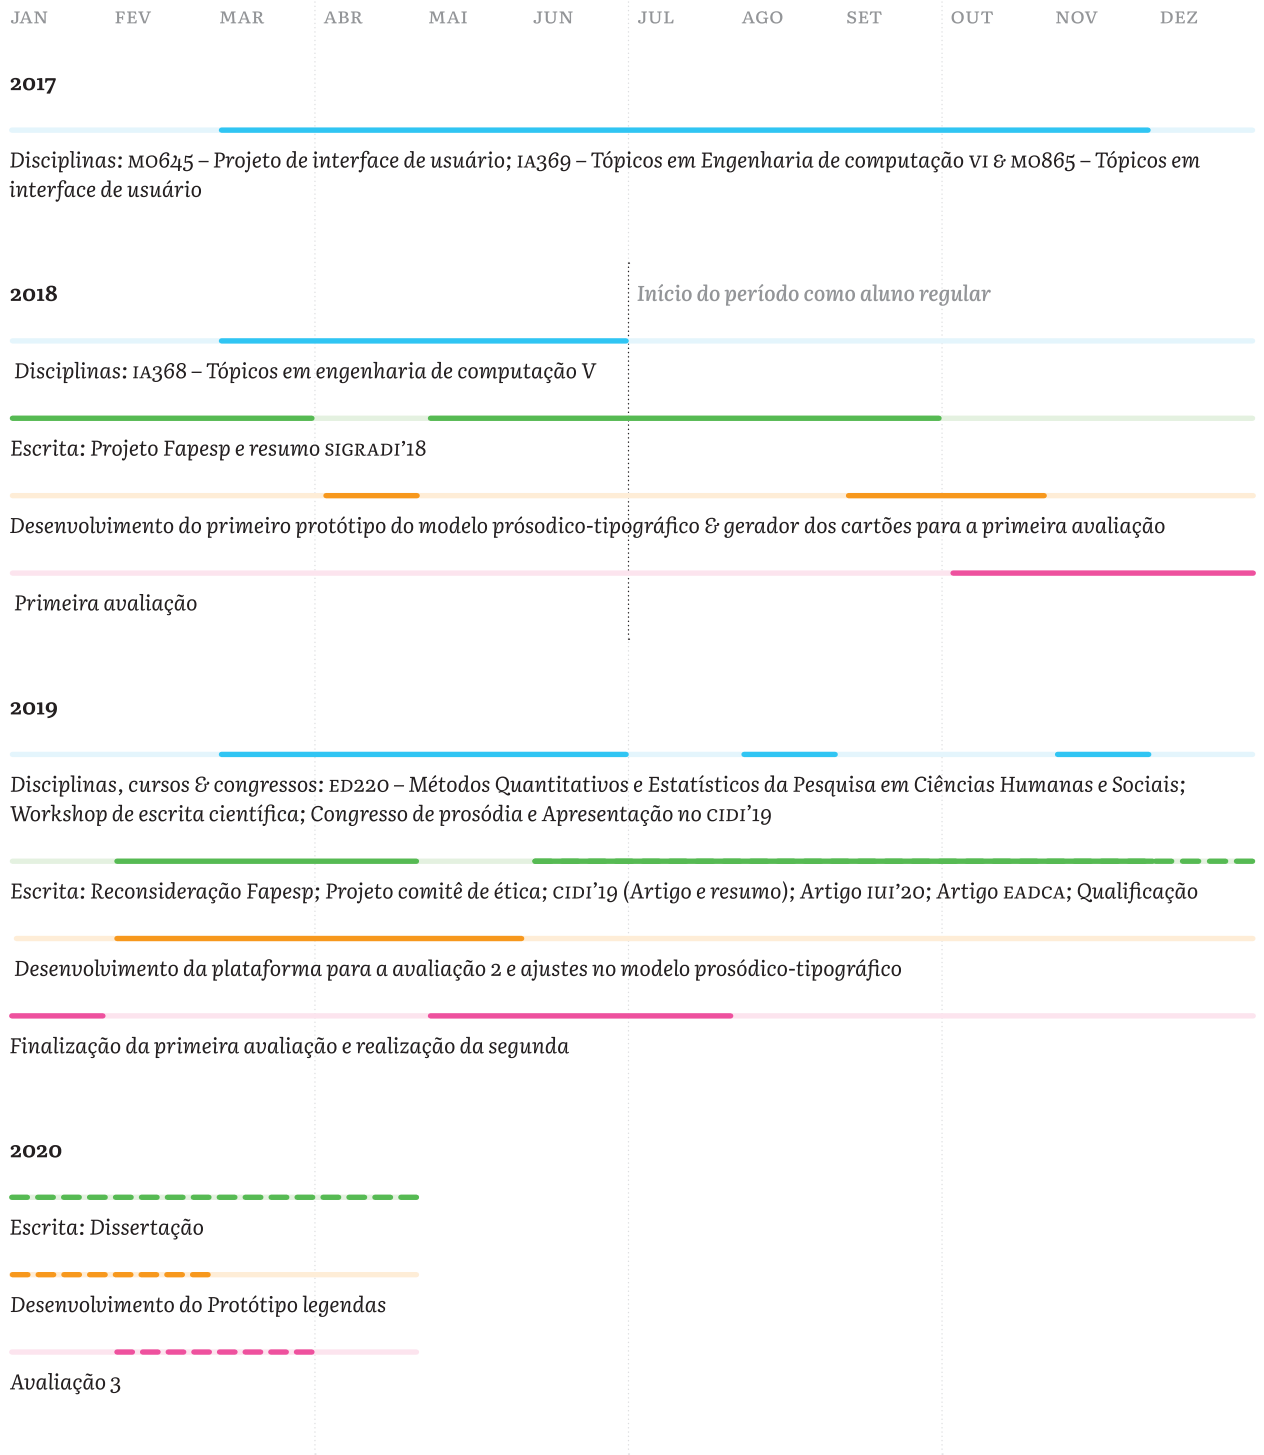 JAN FEV MAR ABR MAI JUN JUL AGO SET OUT NOV DEZ
2017
Disciplinas: MO645 – Projeto de interface de usuário; IA369 – Tópicos em Engenharia de computação VI & MO865 – Tópicos em
interface de usuário
2018
Início do período como aluno regular
Disciplinas: IA368 – Tópicos em engenharia de computação V
Escrita: Projeto Fapesp e resumo SIGRADI’18
Desenvolvimento do primeiro protótipo do modelo prósodico-tipográfico & gerador dos cartões para a primeira avaliação
Primeira avaliação
2019
Disciplinas, cursos & congressos: ED220 – Métodos Quantitativos e Estatísticos da Pesquisa em Ciências Humanas e Sociais;
Workshop de escrita científica; Congresso de prosódia e Apresentação no CIDI’19
Escrita: Reconsideração Fapesp; Projeto comitê de ética; CIDI’19 (Artigo e resumo); Artigo IUI’20; Artigo EADCA; Qualificação
Desenvolvimento da plataforma para a avaliação 2 e ajustes no modelo prosódico-tipográfico
Finalização da primeira avaliação e realização da segunda
2020
Escrita: Dissertação
Desenvolvimento do Protótipo legendas
Avaliação 3